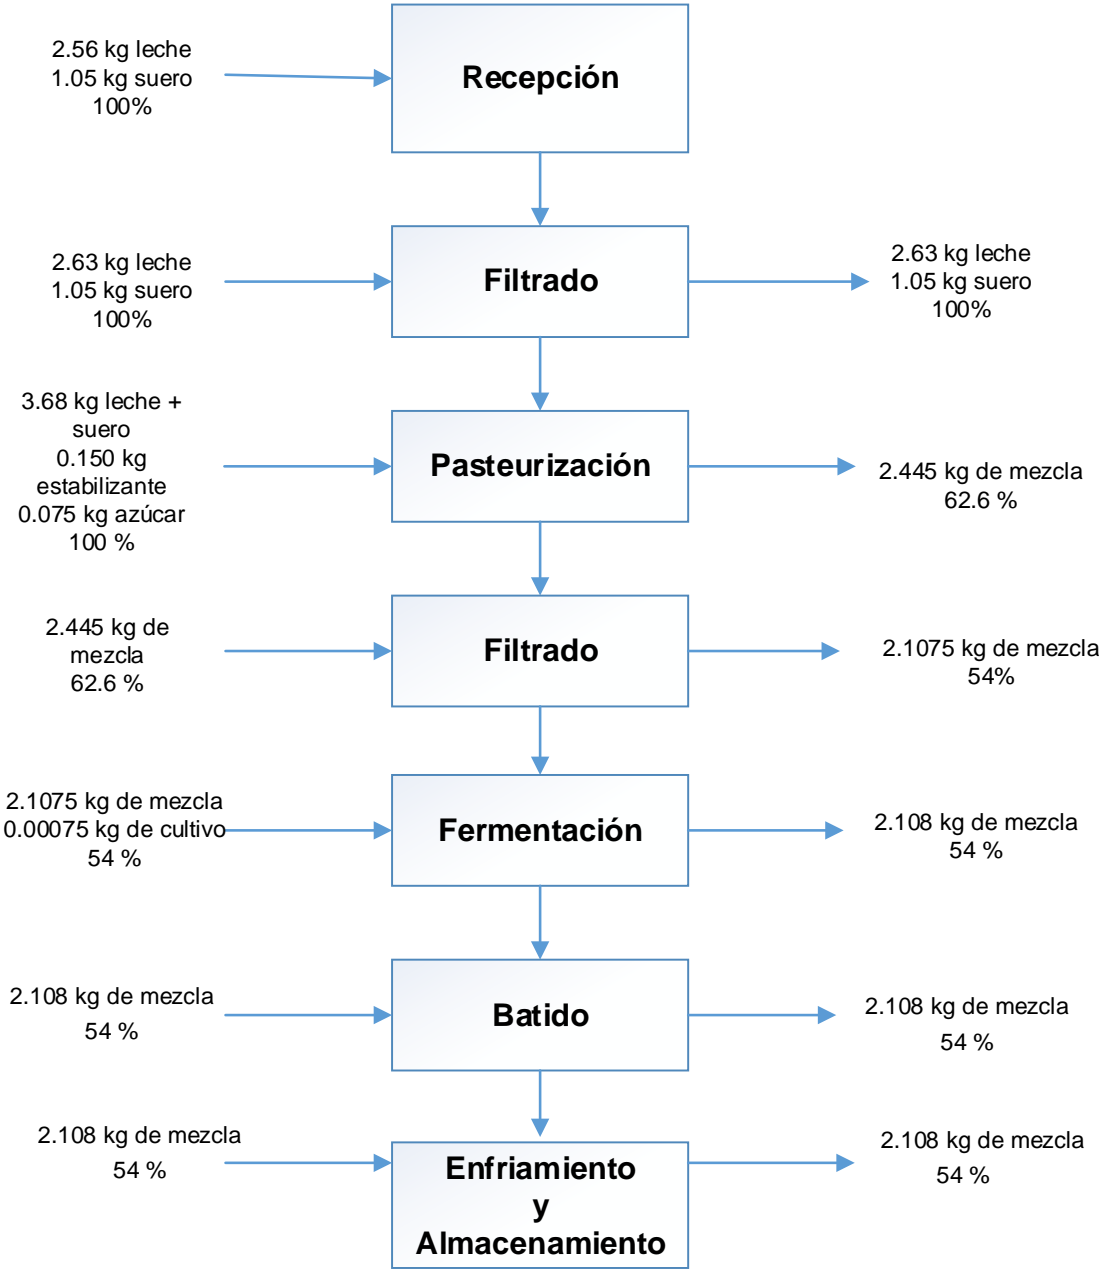 2.56 kg leche
1.05 kg suero
100%
Recepción
2.63 kg leche
1.05 kg suero
100%
Filtrado
2.63 kg leche
1.05 kg suero
100%
3.68 kg leche +
suero
0.150 kg
estabilizante
0.075 kg azúcar
100 %
Pasteurización
2.445 kg de mezcla
62.6 %
2.445 kg de
mezcla
62.6 %
Filtrado
2.1075 kg de mezcla
54%
2.1075 kg de mezcla
0.00075 kg de cultivo
54 %
Fermentación
2.108 kg de mezcla
54 %
2.108 kg de mezcla
54 %
Batido
2.108 kg de mezcla
54 %
2.108 kg de mezcla
54 %
Enfriamiento
y
Almacenamiento
2.108 kg de mezcla
54 %